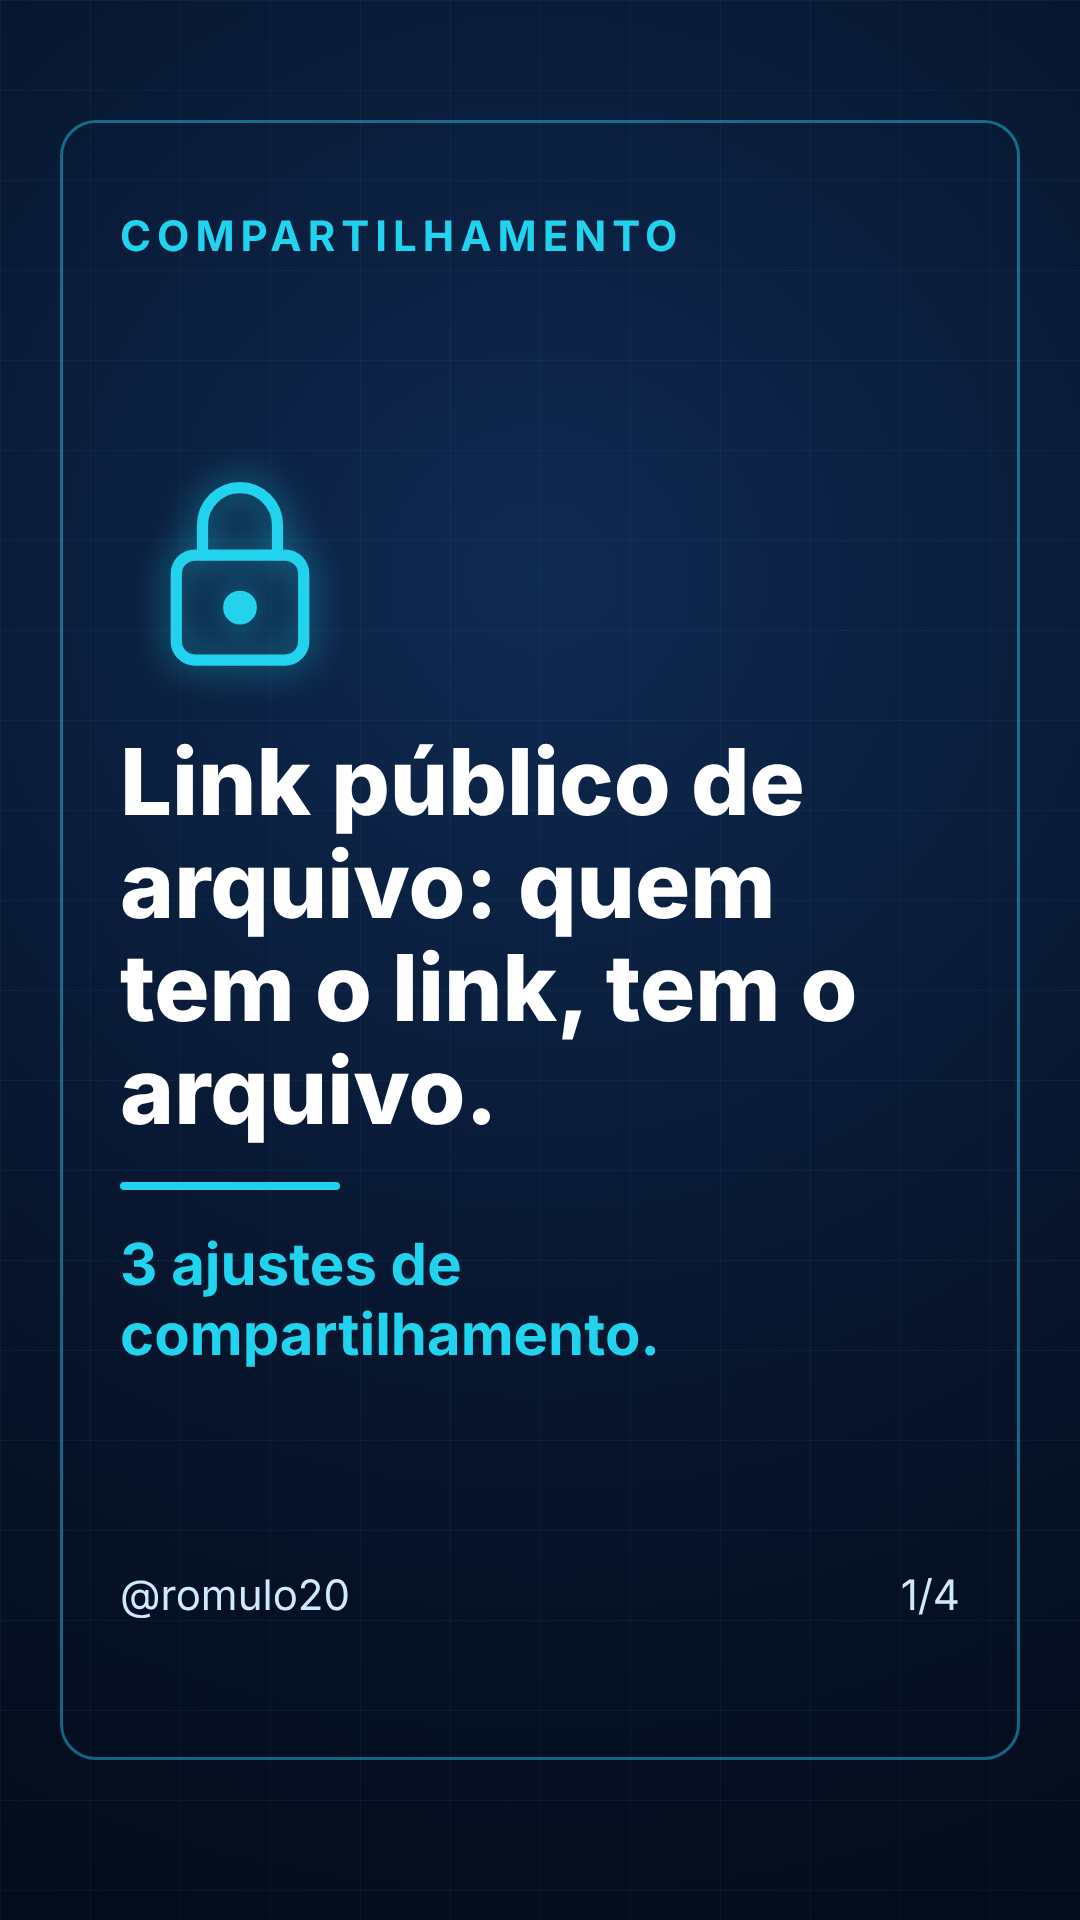 COMPARTILHAMENTO
Link público de
arquivo: quem
tem o link, tem o
arquivo.
3 ajustes de
compartilhamento.
@romulo20
1/4